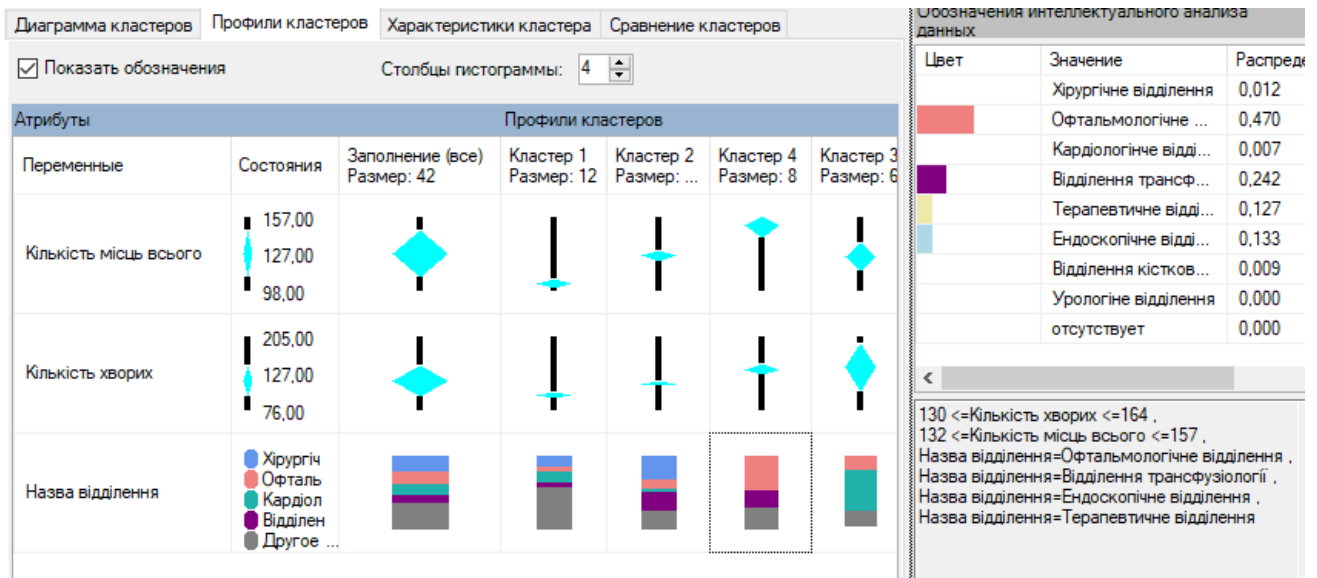 Диаграмма кластеров Профили кластеров Характеристики кластера Сравнение кластеров
Показать обозначения Столбцы гистограммы: 4
Атрибуты Профили кластеров
Переменные Состояния Заполнение (все) Размер: 42 Кластер 1 Размер: 12 Кластер 2 Размер: ... Кластер 4 Размер: 8 Кластер 3 Размер: 6
Кількість місць всього
157,00
127,00
98,00
Кількість хворих
205,00
127,00
76,00
Назва відділення
Хірургіч
Офталь
Кардіол
Відділен
Другое ...
Обозначения интеллектуального анализа
данных
Цвет Значение Распреде
Хірургічне відділення 0,012
Офтальмологічне ... 0,470
Кардіологінче відді... 0,007
Відділення трансф... 0,242
Терапевтичне відді... 0,127
Ендоскопічне відді... 0,133
Відділення кістков... 0,009
Урологіне відділення 0,000
отсутствует 0,000
130 <=Кількість хворих <=164 ,
132 <=Кількість місць всього <=157 ,
Назва відділення=Офтальмологічне відділення ,
Назва відділення=Відділення трансфузіології ,
Назва відділення=Ендоскопічне відділення ,
Назва відділення=Терапевтичне відділення